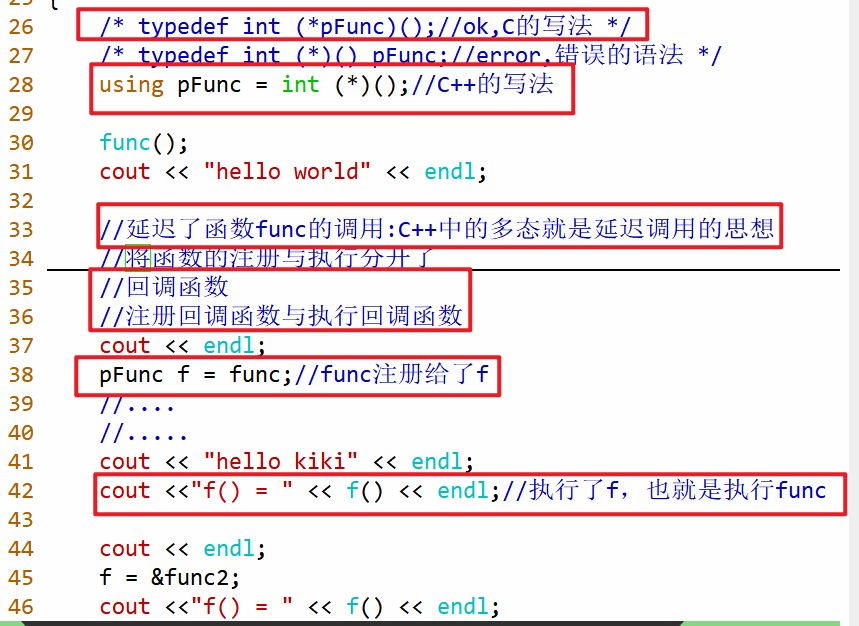 25 {
26 /* typedef int (*pFunc)();//ok,C的写法 */
27 /* typedef int (*)() pFunc;//error,错误的语法 */
28 using pFunc = int (*)();//C++的写法
29
30 func();
31 cout << "hello world" << endl;
32
33 //延迟了函数func的调用:C++中的多态就是延迟调用的思想
34 //将函数的注册与执行分开了
35 //回调函数
36 //注册回调函数与执行回调函数
37 cout << endl;
38 pFunc f = func;//func注册给了f
39 //....
40 //.....
41 cout << "hello kiki" << endl;
42 cout <<"f() = " << f() << endl;//执行了f，也就是执行func
43
44 cout << endl;
45 f = &func2;
46 cout <<"f() = " << f() << endl;